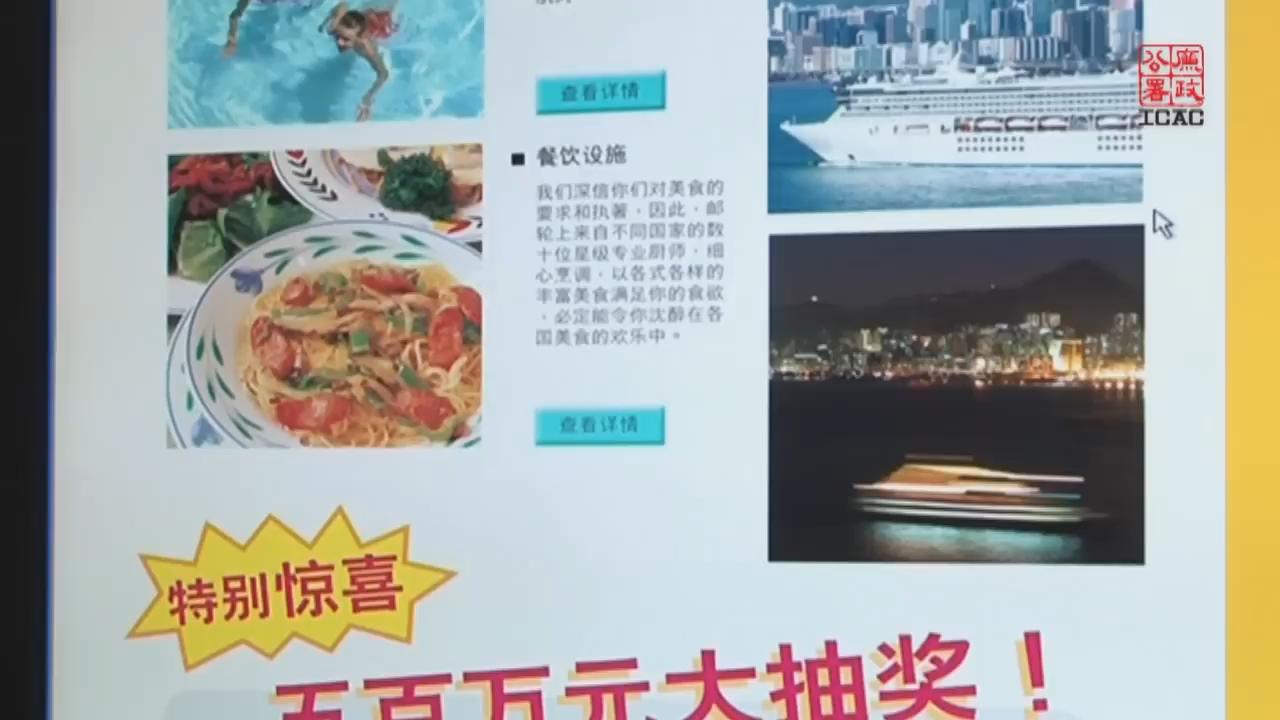 查看详情
餐饮设施
我们深信你们对美食的
要求和执著，因此，邮
轮上来自不同国家的数
十位星级专业厨师，细
心烹调，以各式各样的
丰富美食满足你的食欲
，必定能令你沈醉在各
国美食的欢乐中。
查看详情
特别惊喜
五百万元大抽奖！
廉政公署
ICAC